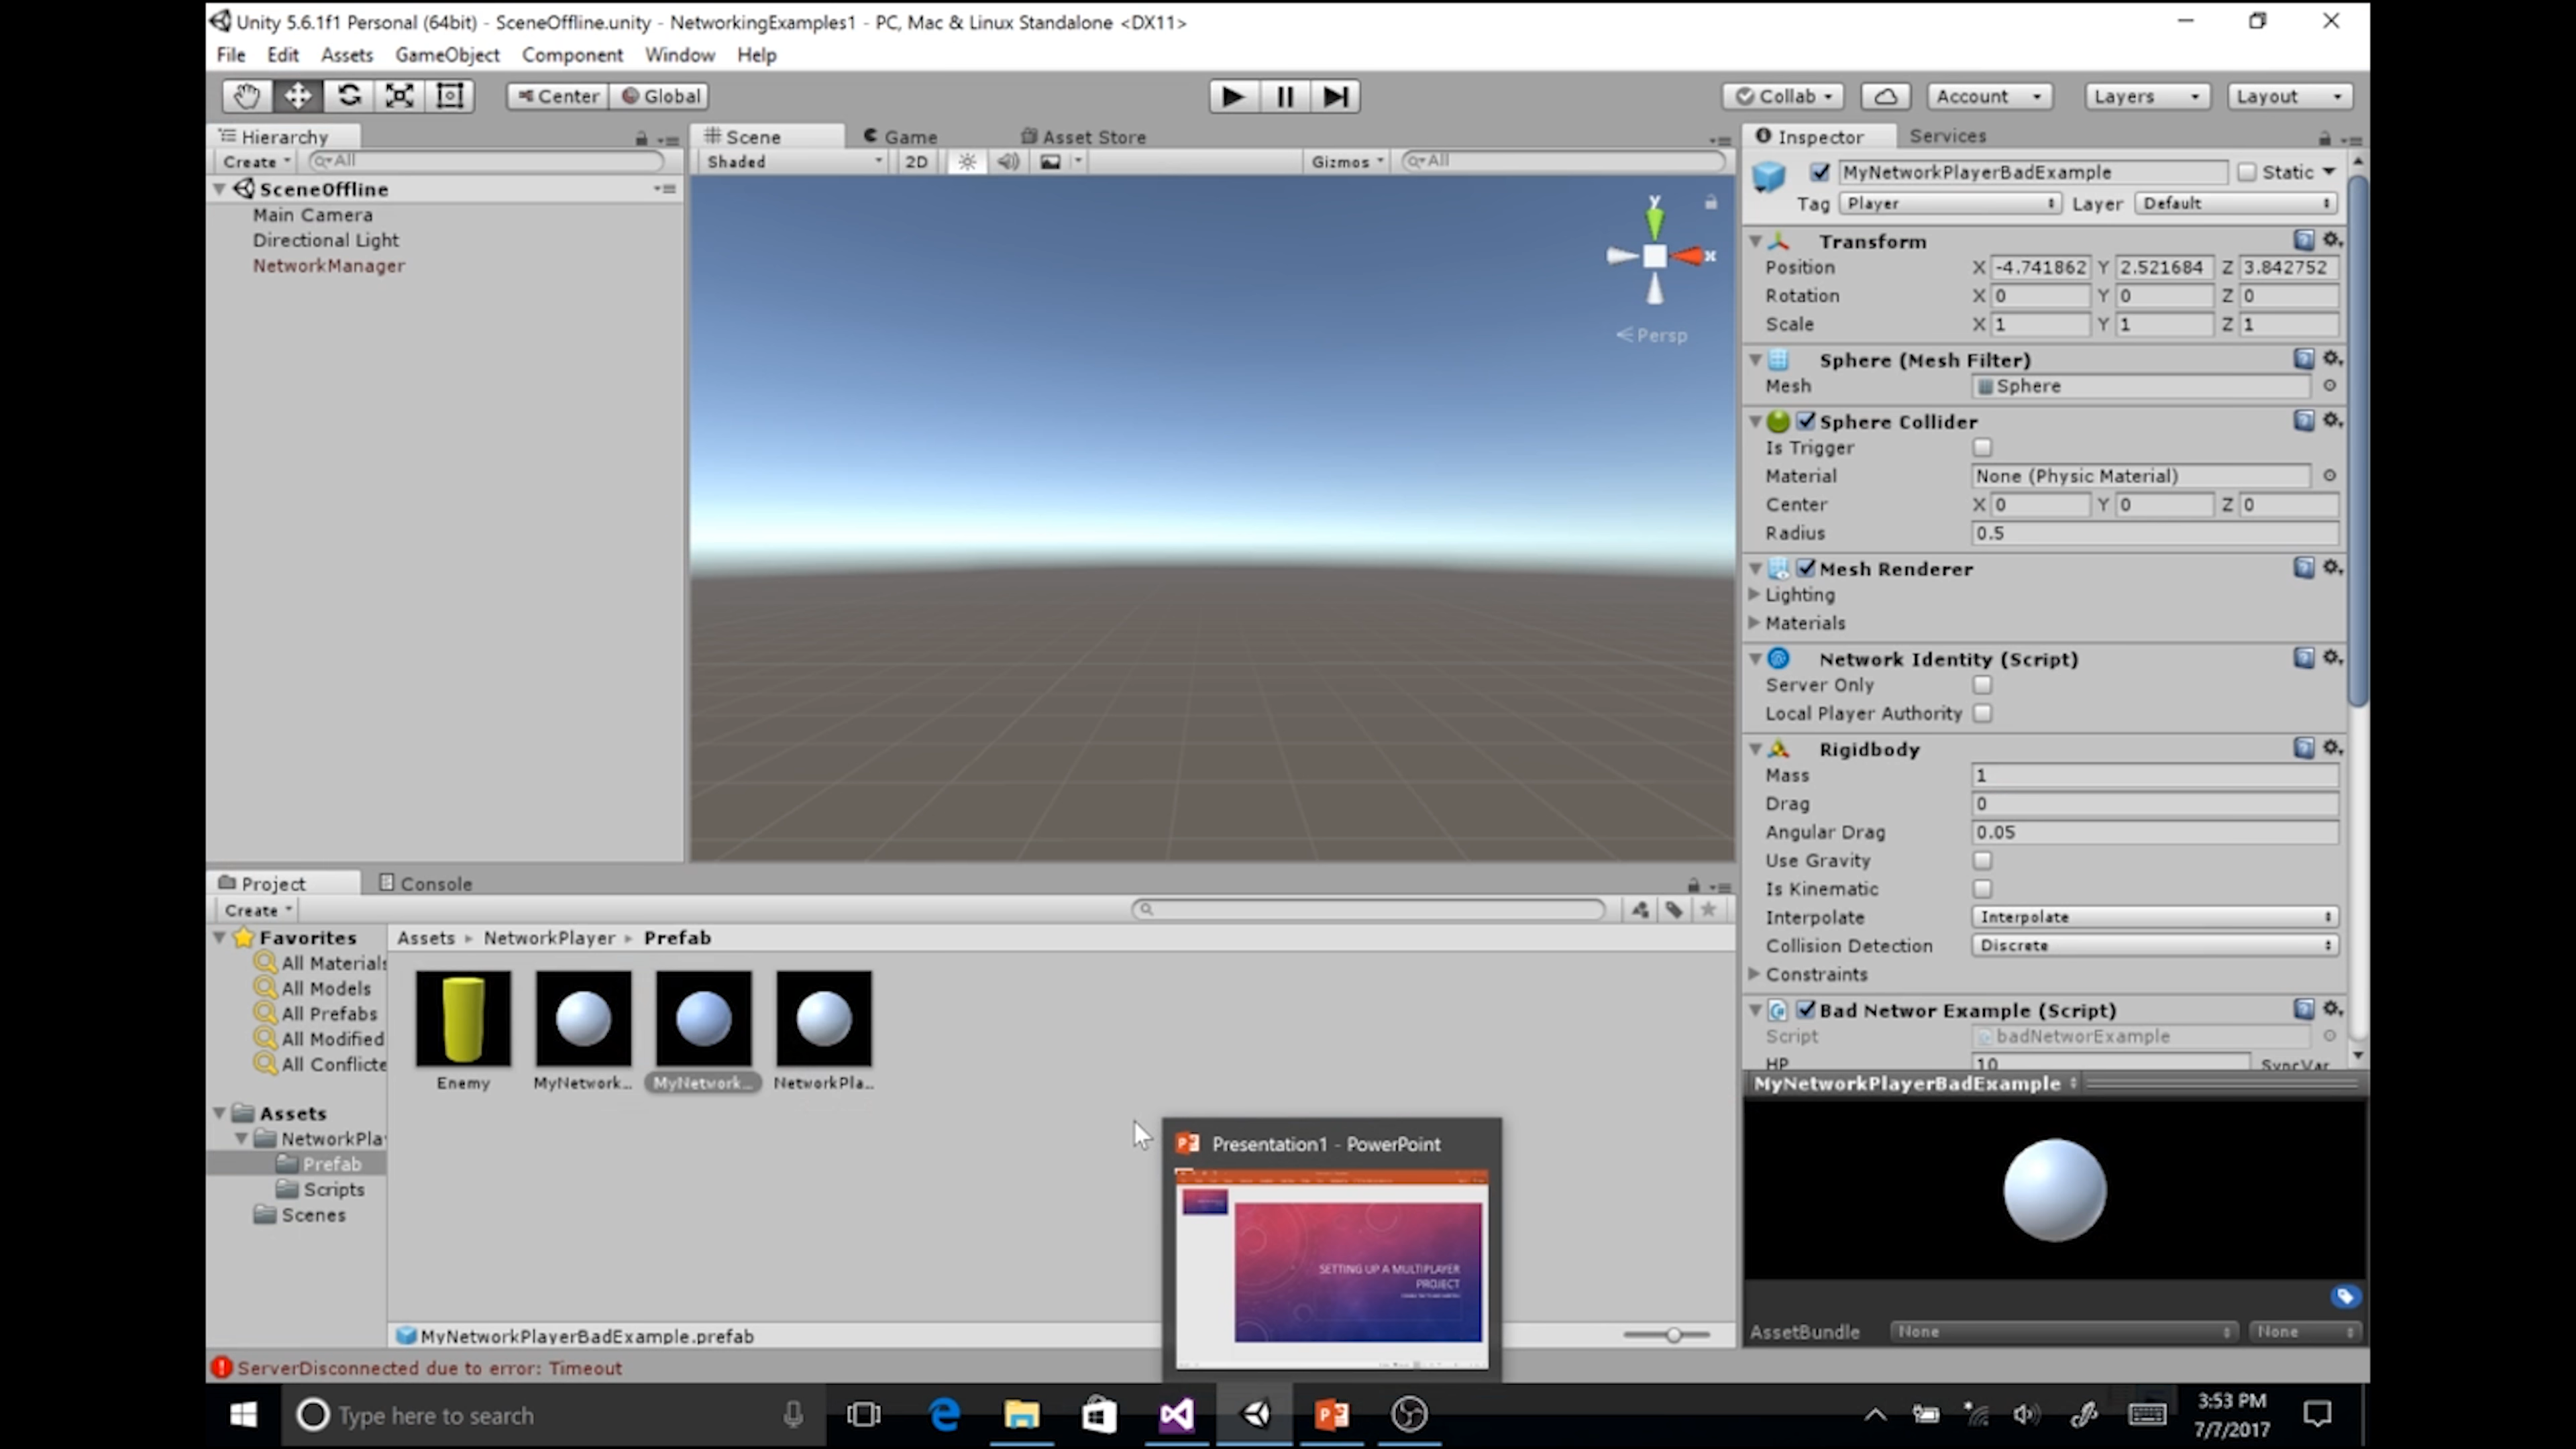 Unity 5.6.1f1 Personal (64bit) - SceneOffline.unity - NetworkingExamples1 - PC, Mac & Linux Standalone <DX11>
File Edit Assets GameObject Component Window Help
Center Global Collab Account Layers Layout
Hierarchy
Create All
SceneOffline
Main Camera
Directional Light
NetworkManager
Scene Game Asset Store
Shaded 2D Gizmos All
y
x
Persp
Inspector Services
MyNetworkPlayerBadExample Static
Tag Player Layer Default
Transform
Position X -4.741862 Y 2.521684 Z 3.842752
Rotation X 0 Y 0 Z 0
Scale X 1 Y 1 Z 1
Sphere (Mesh Filter)
Mesh Sphere
Sphere Collider
Is Trigger
Material None (Physic Material)
Center X 0 Y 0 Z 0
Radius 0.5
Mesh Renderer
Lighting
Materials
Network Identity (Script)
Server Only
Local Player Authority
Rigidbody
Mass 1
Drag 0
Angular Drag 0.05
Use Gravity
Is Kinematic
Interpolate Interpolate
Collision Detection Discrete
Constraints
Bad Networ Example (Script)
Script badNetworExample
HP 10 SyncVar
MyNetworkPlayerBadExample
AssetBundle None None
Project Console
Create
Favorites
All Materials
All Models
All Prefabs
All Modified
All Conflicte
Assets
NetworkPla
Prefab
Scripts
Scenes
Assets NetworkPlayer Prefab
Enemy MyNetwork... MyNetwork... NetworkPla...
MyNetworkPlayerBadExample.prefab
Presentation1 - PowerPoint
SETTING UP A MULTIPLAYER
PROJECT
ServerDisconnected due to error: Timeout
Type here to search
3:53 PM
7/7/2017